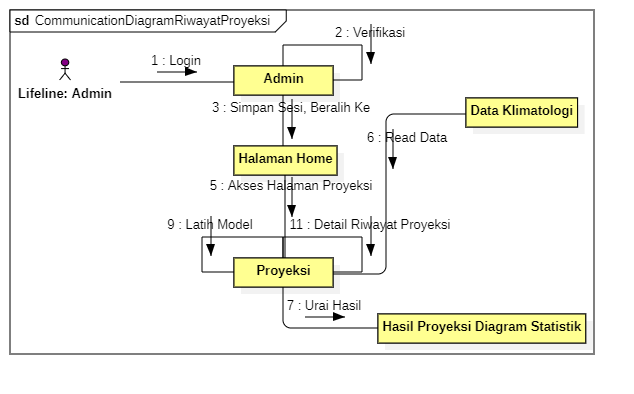 sd CommunicationDiagramRiwayatProyeksi
2 : Verifikasi
1 : Login
Lifeline: Admin
Admin
3 : Simpan Sesi, Beralih Ke
Data Klimatologi
6 : Read Data
Halaman Home
5 : Akses Halaman Proyeksi
9 : Latih Model
11 : Detail Riwayat Proyeksi
Proyeksi
7 : Urai Hasil
Hasil Proyeksi Diagram Statistik